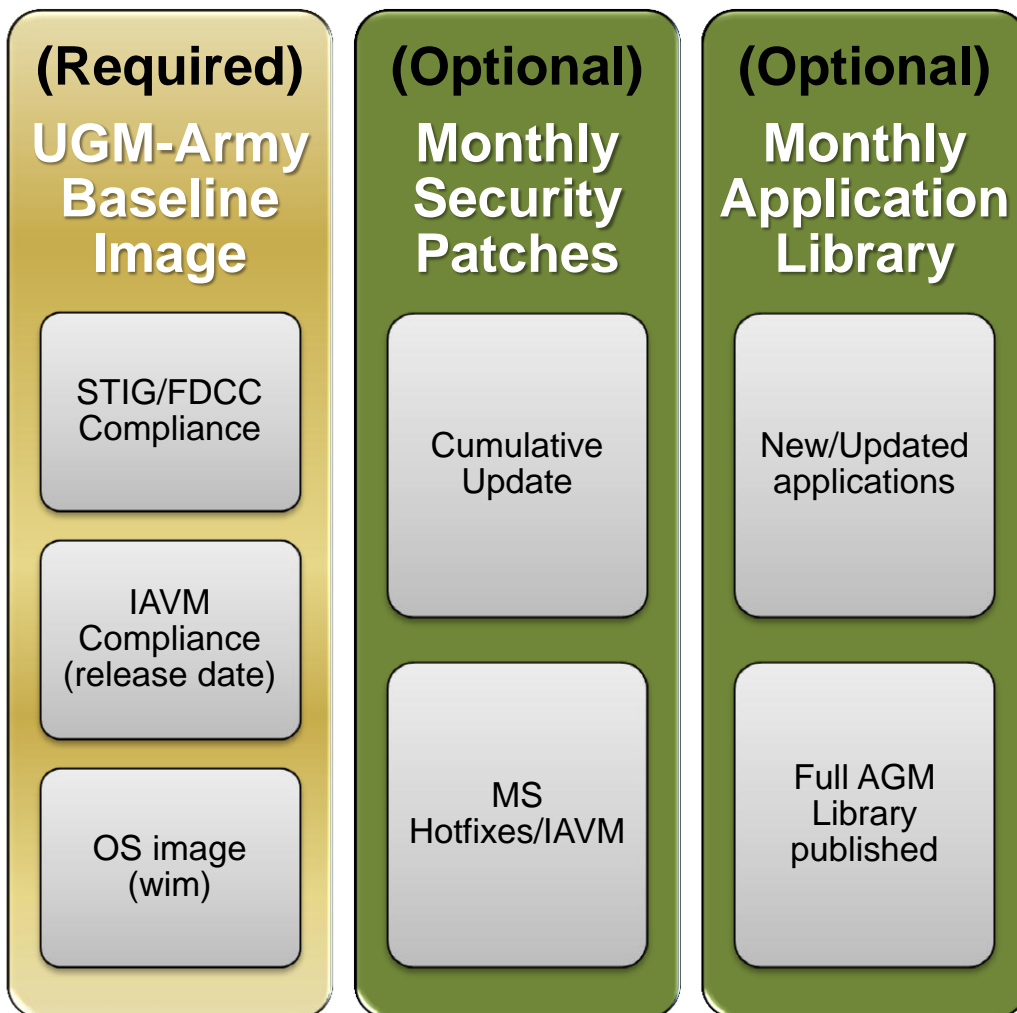 (Required)
UGM-Army
Baseline
Image
STIG/FDCC
Compliance
IAVM
Compliance
(release date)
OS image
(wim)
(Optional)
Monthly
Security
Patches
Cumulative
Update
MS
Hotfixes/IAVM
(Optional)
Monthly
Application
Library
New/Updated
applications
Full AGM
Library
published